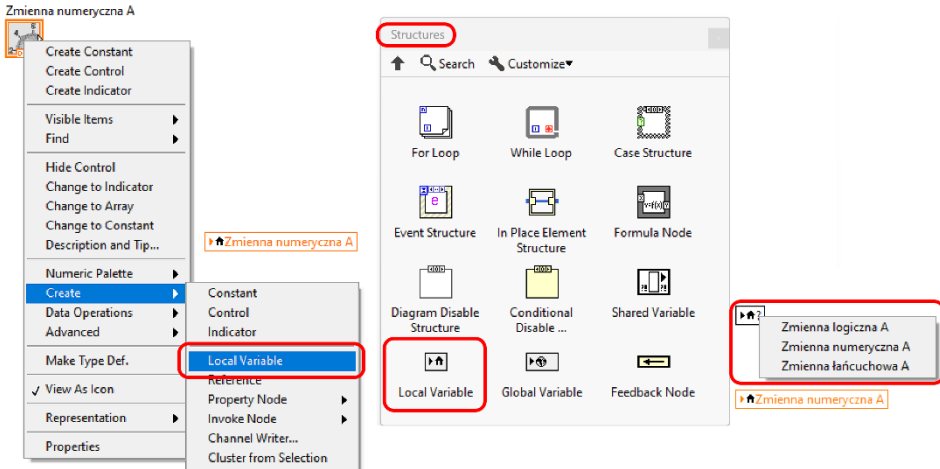 Zmienna numeryczna A
Create Constant
Create Control
Create Indicator
Visible Items
Find
Hide Control
Change to Indicator
Change to Array
Change to Constant
Description and Tip...
Numeric Palette
Create
Data Operations
Advanced
Make Type Def.
View As Icon
Representation
Properties
Zmienna numeryczna A
Constant
Control
Indicator
Local Variable
Reference
Property Node
Invoke Node
Channel Writer...
Cluster from Selection
Structures
Search
Customize
For Loop
While Loop
Case Structure
Event Structure
In Place Element
Structure
Formula Node
Diagram Disable
Structure
Conditional
Disable ...
Shared Variable
Local Variable
Global Variable
Feedback Node
?
Zmienna logiczna A
Zmienna numeryczna A
Zmienna łańcuchowa A
Zmienna numeryczna A